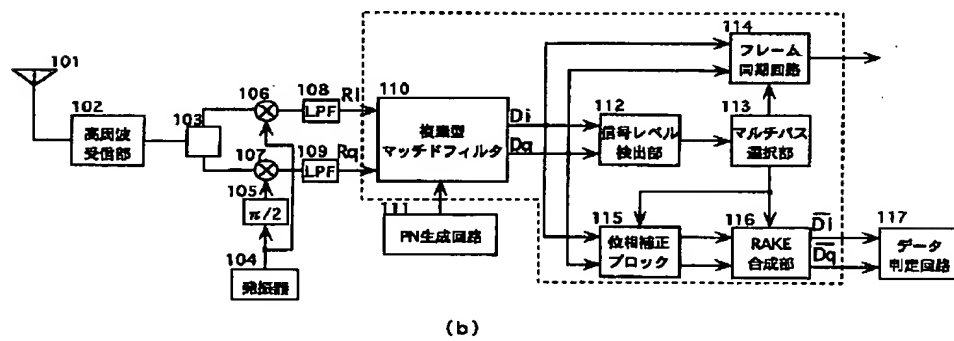 101
102
高周波
受信部
103
104
発振器
105
π/2
106
107
108
LPF
RI
109
LPF
Rq
110
複素型
マッチドフィルタ
111
PN生成回路
Di
Dq
112
信号レベル
検出部
113
マルチパス
選択部
114
フレーム
同期回路
115
位相補正
ブロック
116
RAKE
合成部
Di
Dq
117
データ
判定回路
(b)